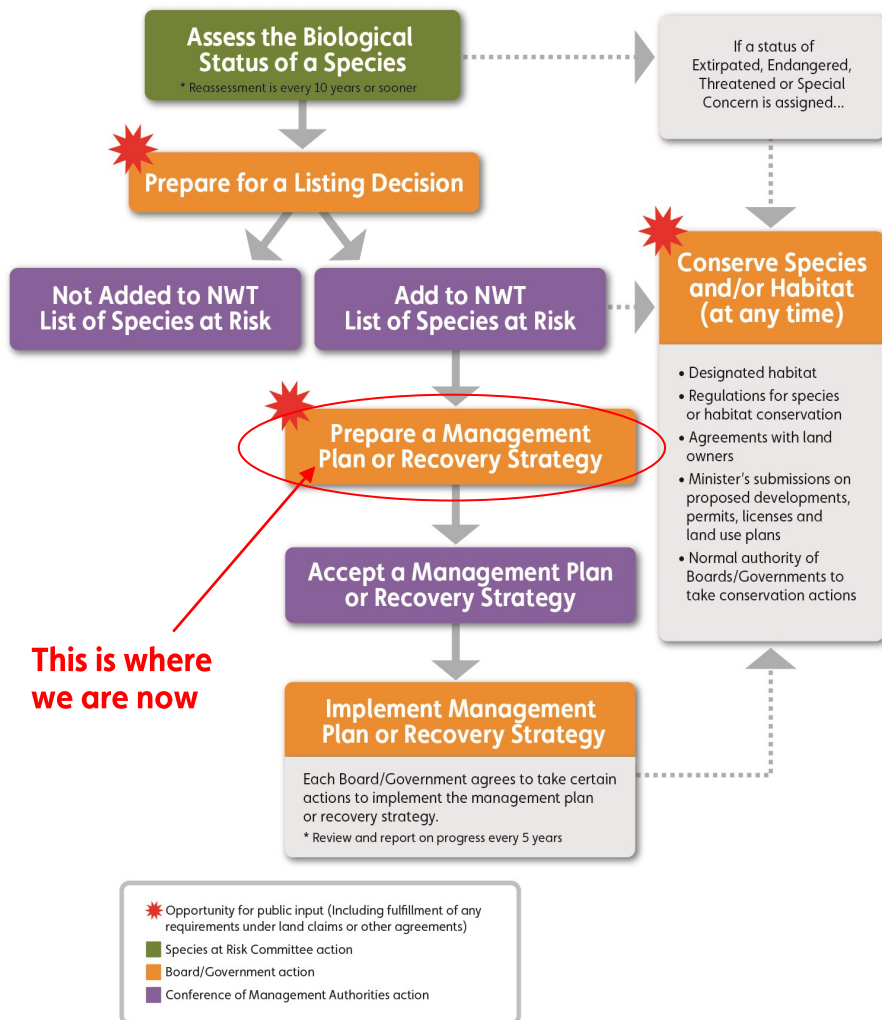 Assess the Biological
Status of a Species
* Reassessment is every 10 years or sooner
If a status of
Extirpated, Endangered,
Threatened or Special
Concern is assigned...
Prepare for a Listing Decision
Not Added to NWT
List of Species at Risk
Add to NWT
List of Species at Risk
Conserve Species
and/or Habitat
(at any time)
• Designated habitat
• Regulations for species
or habitat conservation
• Agreements with land
owners
• Minister's submissions on
proposed developments,
permits, licenses and
land use plans
• Normal authority of
Boards/Governments to
take conservation actions
Prepare a Management
Plan or Recovery Strategy
Accept a Management Plan
or Recovery Strategy
This is where
we are now
Implement Management
Plan or Recovery Strategy
Each Board/Government agrees to take certain
actions to implement the management plan
or recovery strategy.
* Review and report on progress every 5 years
Opportunity for public input (Including fulfillment of any
requirements under land claims or other agreements)
Species at Risk Committee action
Board/Government action
Conference of Management Authorities action